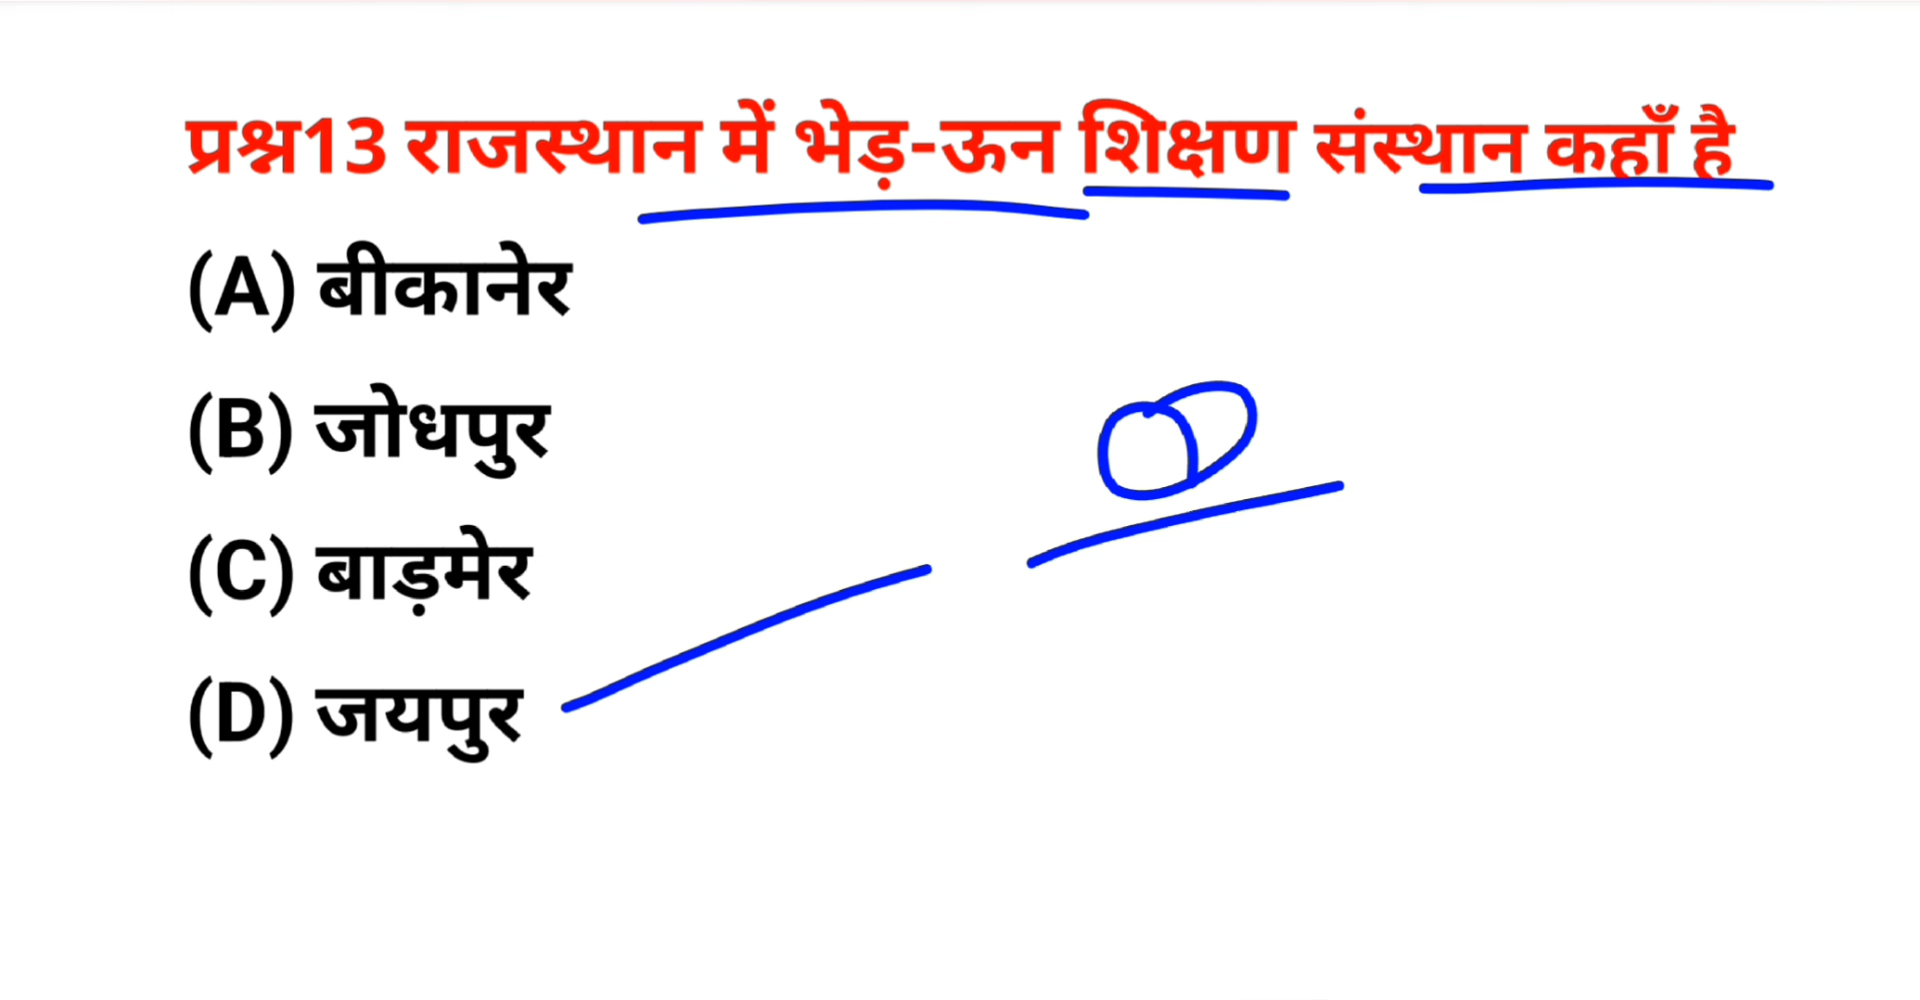 प्रश्न13 राजस्थान में भेड़-ऊन शिक्षण संस्थान कहाँ है
(A) बीकानेर
(B) जोधपुर
(C) बाड़मेर
(D) जयपुर